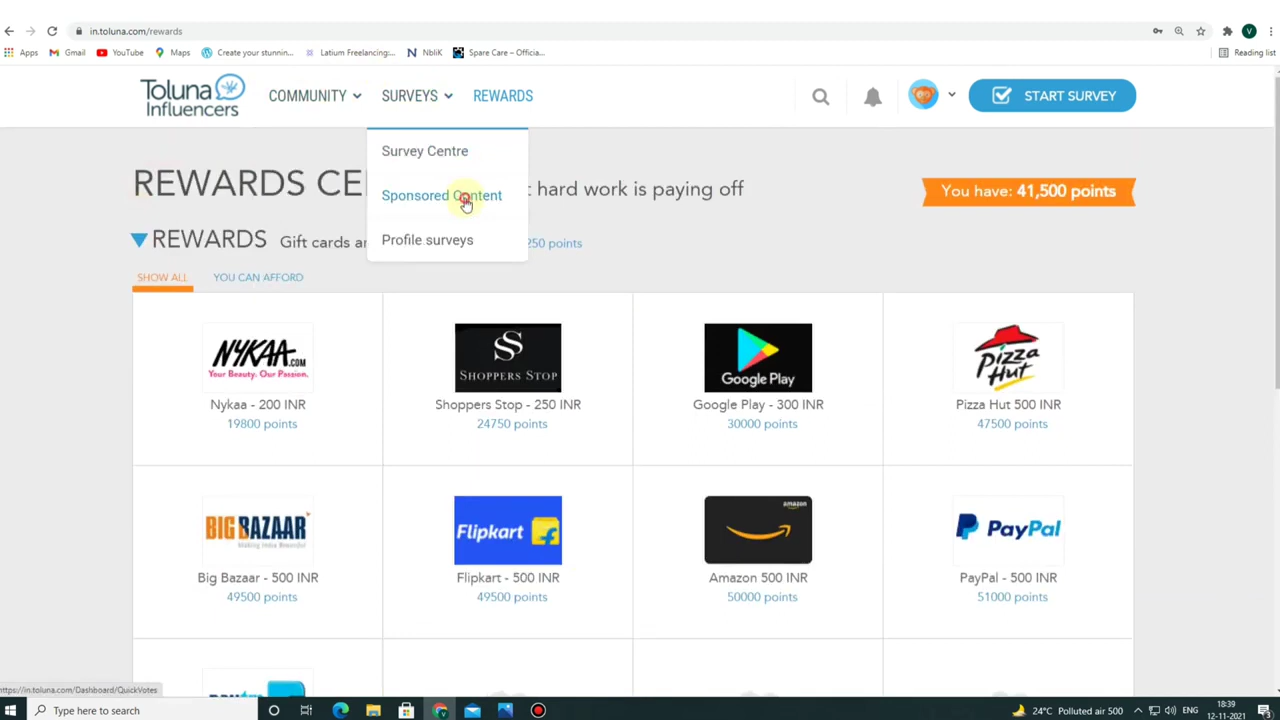 in.toluna.com/rewards
Apps
Gmail
YouTube
Maps
Create your stunnin...
Latium Freelancing:...
NbliK
Spare Care – Officia...
Reading list
V
Toluna
Influencers
COMMUNITY
SURVEYS
REWARDS
START SURVEY
Survey Centre
Sponsored Content
Profile surveys
REWARDS CE
t hard work is paying off
You have: 41,500 points
REWARDS
Gift cards a
250 points
SHOW ALL
YOU CAN AFFORD
NYKAA.COM
Your Beauty. Our Passion.
Nykaa - 200 INR
19800 points
SS
SHOPPERS STOP
Shoppers Stop - 250 INR
24750 points
Google Play
Google Play - 300 INR
30000 points
Pizza Hut
Pizza Hut 500 INR
47500 points
BIG BAZAAR
Making India Beautiful
Big Bazaar - 500 INR
49500 points
Flipkart
Flipkart - 500 INR
49500 points
amazon
Amazon 500 INR
50000 points
PayPal
PayPal - 500 INR
51000 points
https://in.toluna.com/Dashboard/QuickVotes
Type here to search
24°C Polluted air 500
ENG
18:39
12-11-2021